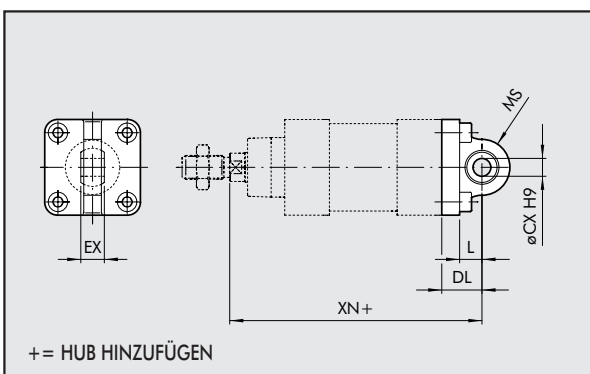 MS
øCX H9
EX
L
DL
XN+
+= HUB HINZUFÜGEN